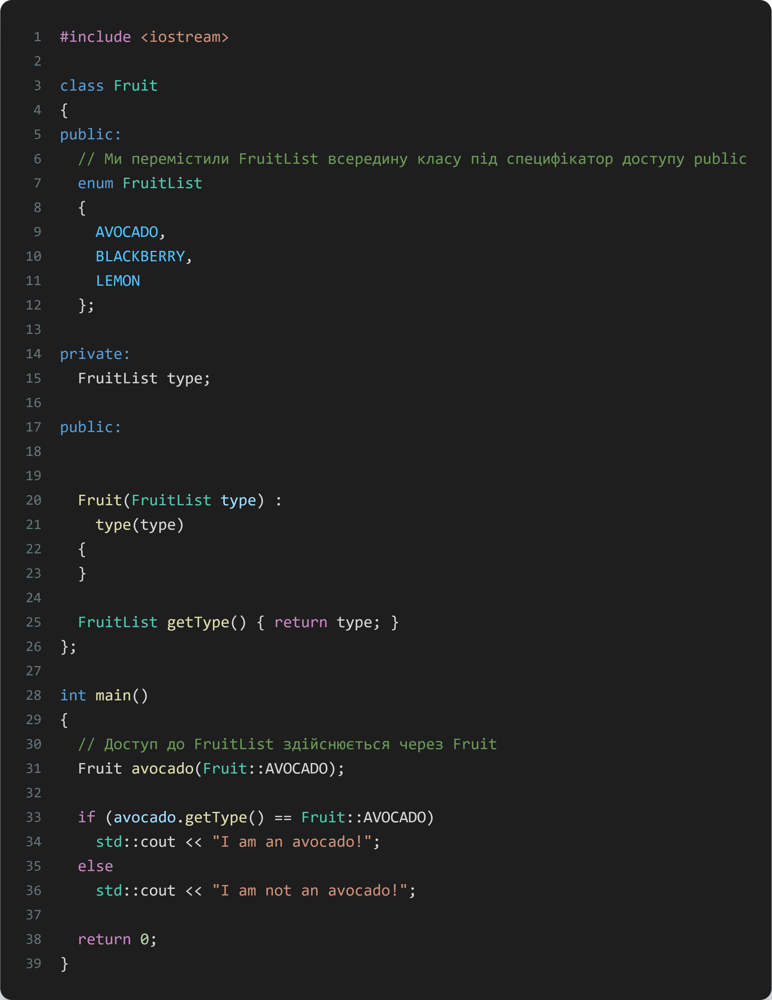 1 #include <iostream>
2
3 class Fruit
4 {
5 public:
6   // Ми перемістили FruitList всередину класу під специфікатор доступу public
7   enum FruitList
8   {
9     AVOCADO,
10     BLACKBERRY,
11     LEMON
12   };
13
14 private:
15   FruitList type;
16
17 public:
18
19
20   Fruit(FruitList type) :
21     type(type)
22   {
23   }
24
25   FruitList getType() { return type; }
26 };
27
28 int main()
29 {
30   // Доступ до FruitList здійснюється через Fruit
31   Fruit avocado(Fruit::AVOCADO);
32
33   if (avocado.getType() == Fruit::AVOCADO)
34     std::cout << "I am an avocado!";
35   else
36     std::cout << "I am not an avocado!";
37
38   return 0;
39 }